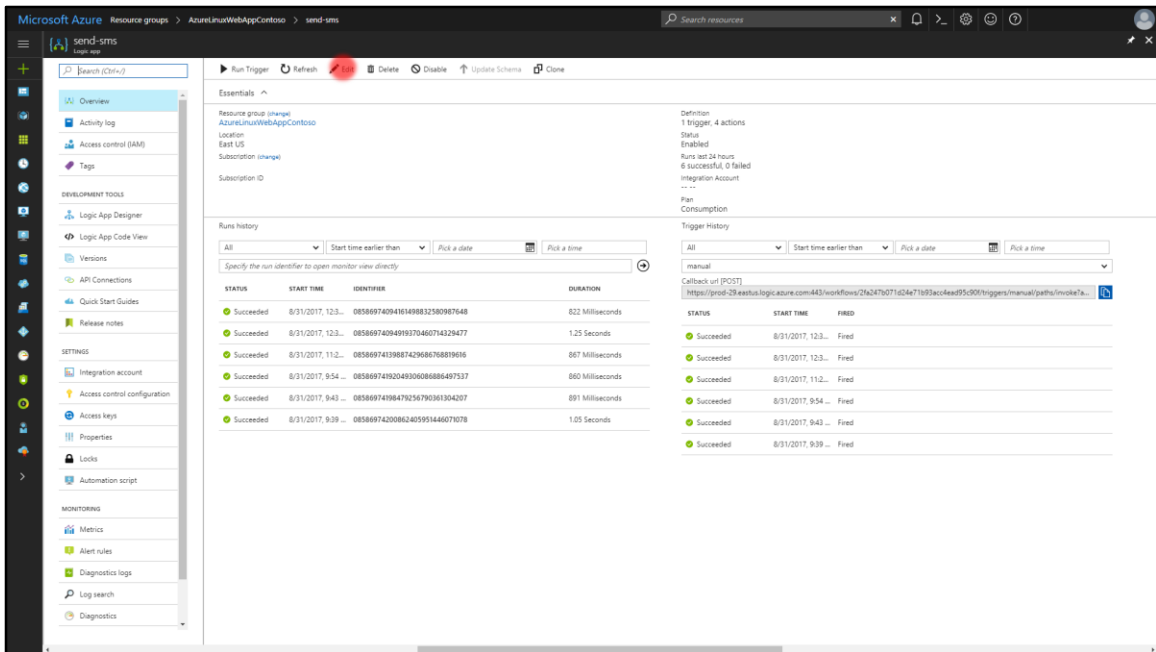 Microsoft Azure Resource groups > AzureLinuxWebAppContoso > send-sms
Search resources
send-sms
Logic app
Search (Ctrl+/)
Overview
Activity log
Access control (IAM)
Tags
DEVELOPMENT TOOLS
Logic App Designer
Logic App Code View
Versions
API Connections
Quick Start Guides
Release notes
SETTINGS
Integration account
Access control configuration
Access keys
Properties
Locks
Automation script
MONITORING
Metrics
Alert rules
Diagnostics logs
Log search
Diagnostics
Run Trigger Refresh Edit Delete Disable Update Schema Clone
Essentials
Resource group (change)
AzureLinuxWebAppContoso
Location
East US
Subscription (change)
Subscription ID
Definition
1 trigger, 4 actions
Status
Enabled
Runs last 24 hours
6 successful, 0 failed
Integration Account
-- --
Plan
Consumption
Runs history
All Start time earlier than Pick a date Pick a time
Specify the run identifier to open monitor view directly
STATUS START TIME IDENTIFIER DURATION
Succeeded 8/31/2017, 12:3... 08586974094161498832580987648 822 Milliseconds
Succeeded 8/31/2017, 12:3... 08586974094919370460714329477 1.25 Seconds
Succeeded 8/31/2017, 11:2... 08586974139887429686768819616 867 Milliseconds
Succeeded 8/31/2017, 9:54 ... 08586974192049306086886497537 860 Milliseconds
Succeeded 8/31/2017, 9:43 ... 08586974198479256790361304207 891 Milliseconds
Succeeded 8/31/2017, 9:39 ... 08586974200862405951446071078 1.05 Seconds
Trigger History
All Start time earlier than Pick a date Pick a time
manual
Callback url [POST]
https://prod-29.eastus.logic.azure.com:443/workflows/2fa247b071d24e71b93acc4ead95c90f/triggers/manual/paths/invoke?a...
STATUS START TIME FIRED
Succeeded 8/31/2017, 12:3... Fired
Succeeded 8/31/2017, 12:3... Fired
Succeeded 8/31/2017, 11:2... Fired
Succeeded 8/31/2017, 9:54 ... Fired
Succeeded 8/31/2017, 9:43 ... Fired
Succeeded 8/31/2017, 9:39 ... Fired